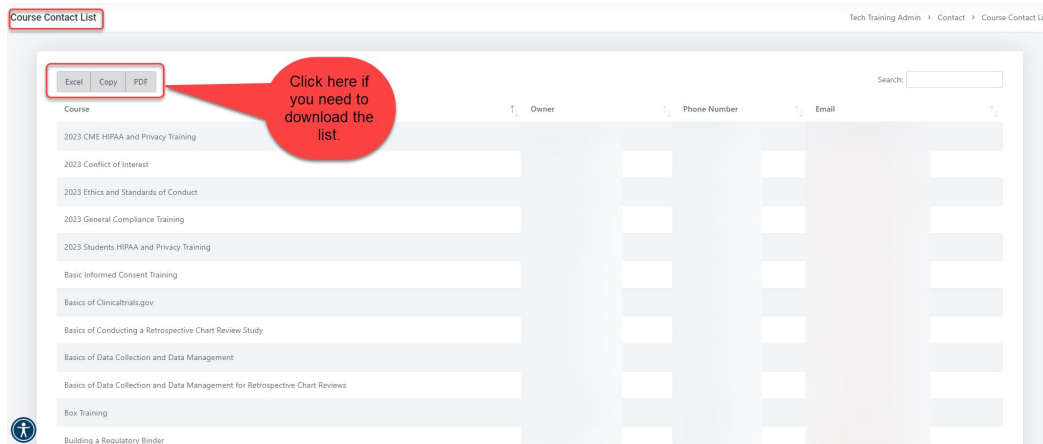 Course Contact List
Tech Training Admin > Contact > Course Contact Li
Excel Copy PDF
Search:
Click here if
you need to
download the
list.
Course Owner Phone Number Email
2023 CME HIPAA and Privacy Training
2023 Conflict of Interest
2023 Ethics and Standards of Conduct
2023 General Compliance Training
2023 Students HIPAA and Privacy Training
Basic Informed Consent Training
Basics of Clinicaltrials.gov
Basics of Conducting a Retrospective Chart Review Study
Basics of Data Collection and Data Management
Basics of Data Collection and Data Management for Retrospective Chart Reviews
Box Training
Building a Regulatory Binder